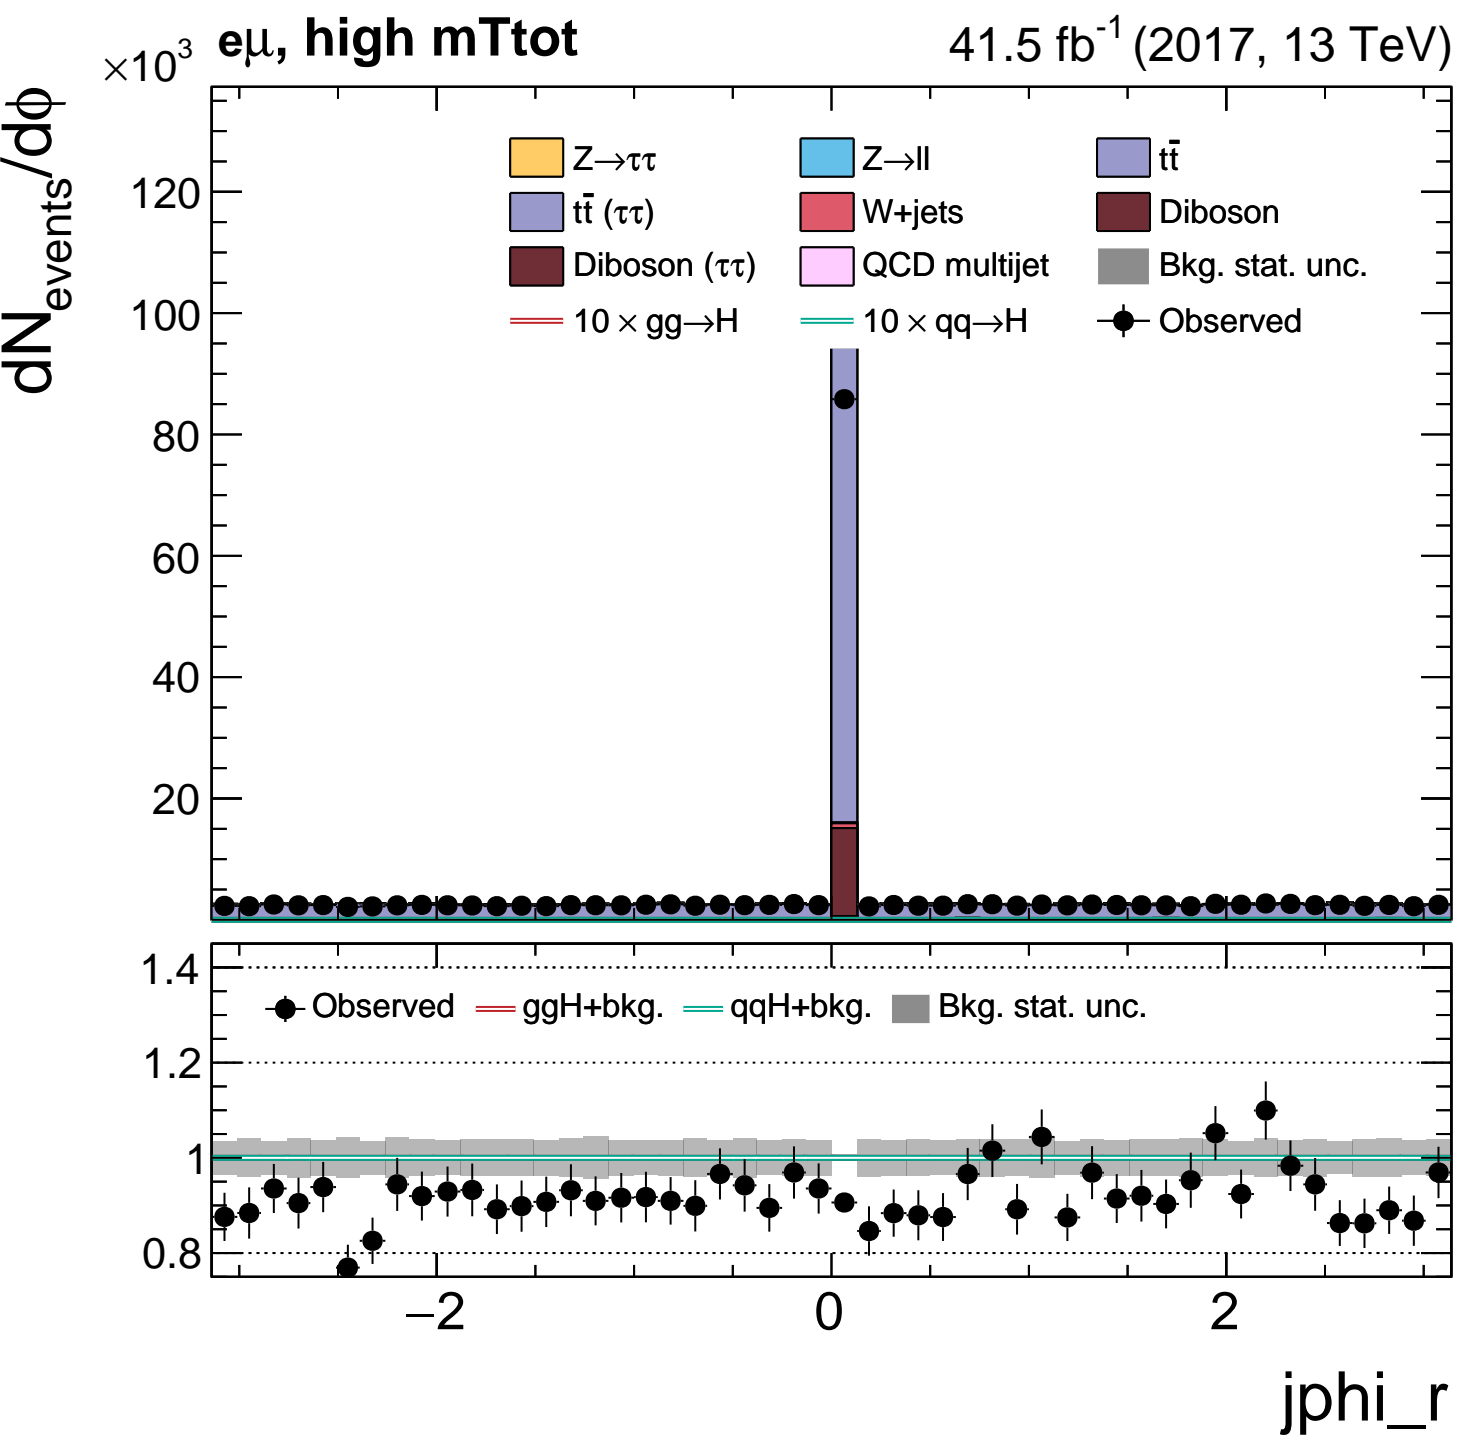 ×10³ eμ, high mTtot 41.5 fb⁻¹ (2017, 13 TeV)
dN_events/dϕ
Z→ττ Z→ll tt̄
tt̄ (ττ) W+jets Diboson
Diboson (ττ) QCD multijet Bkg. stat. unc.
10 × gg→H 10 × qq→H Observed
120
100
80
60
40
20
1.4
Observed ggH+bkg. qqH+bkg. Bkg. stat. unc.
1.2
1
0.8
−2 0 2
jphi_r